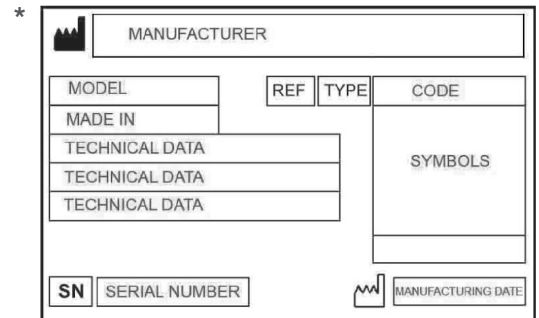 *
MANUFACTURER
MODEL REF TYPE CODE
MADE IN
TECHNICAL DATA
SYMBOLS
TECHNICAL DATA
TECHNICAL DATA
SN SERIAL NUMBER MANUFACTURING DATE